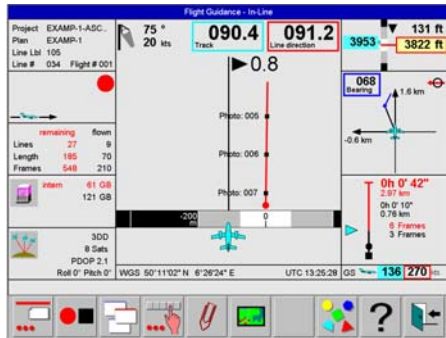 Flight Guidance - In-Line
Project EXAMP-1-ASC..
Plan EXAMP-1
Line Lbl 105
Line # 034 Flight # 001
75 °
20 kts
090.4
Track
091.2
Line direction
131 ft
3953
3822 ft
0.8
068
Bearing
1.6 km
-0.6 km
remaining flown
Lines 27 9
Length 185 70
Frames 548 210
Photo: 005
Photo: 006
Photo: 007
intern 61 GB
121 GB
0h 0' 42"
2.97 km
0h 0' 10"
0.76 km
6 Frames
3 Frames
-200
m
0
3DD
8 Sats
PDOP 2.1
Roll 0° Pitch 0°
WGS 50°11'02" N 6°26'24" E
UTC 13:25:28
GS 136 270 kts
?